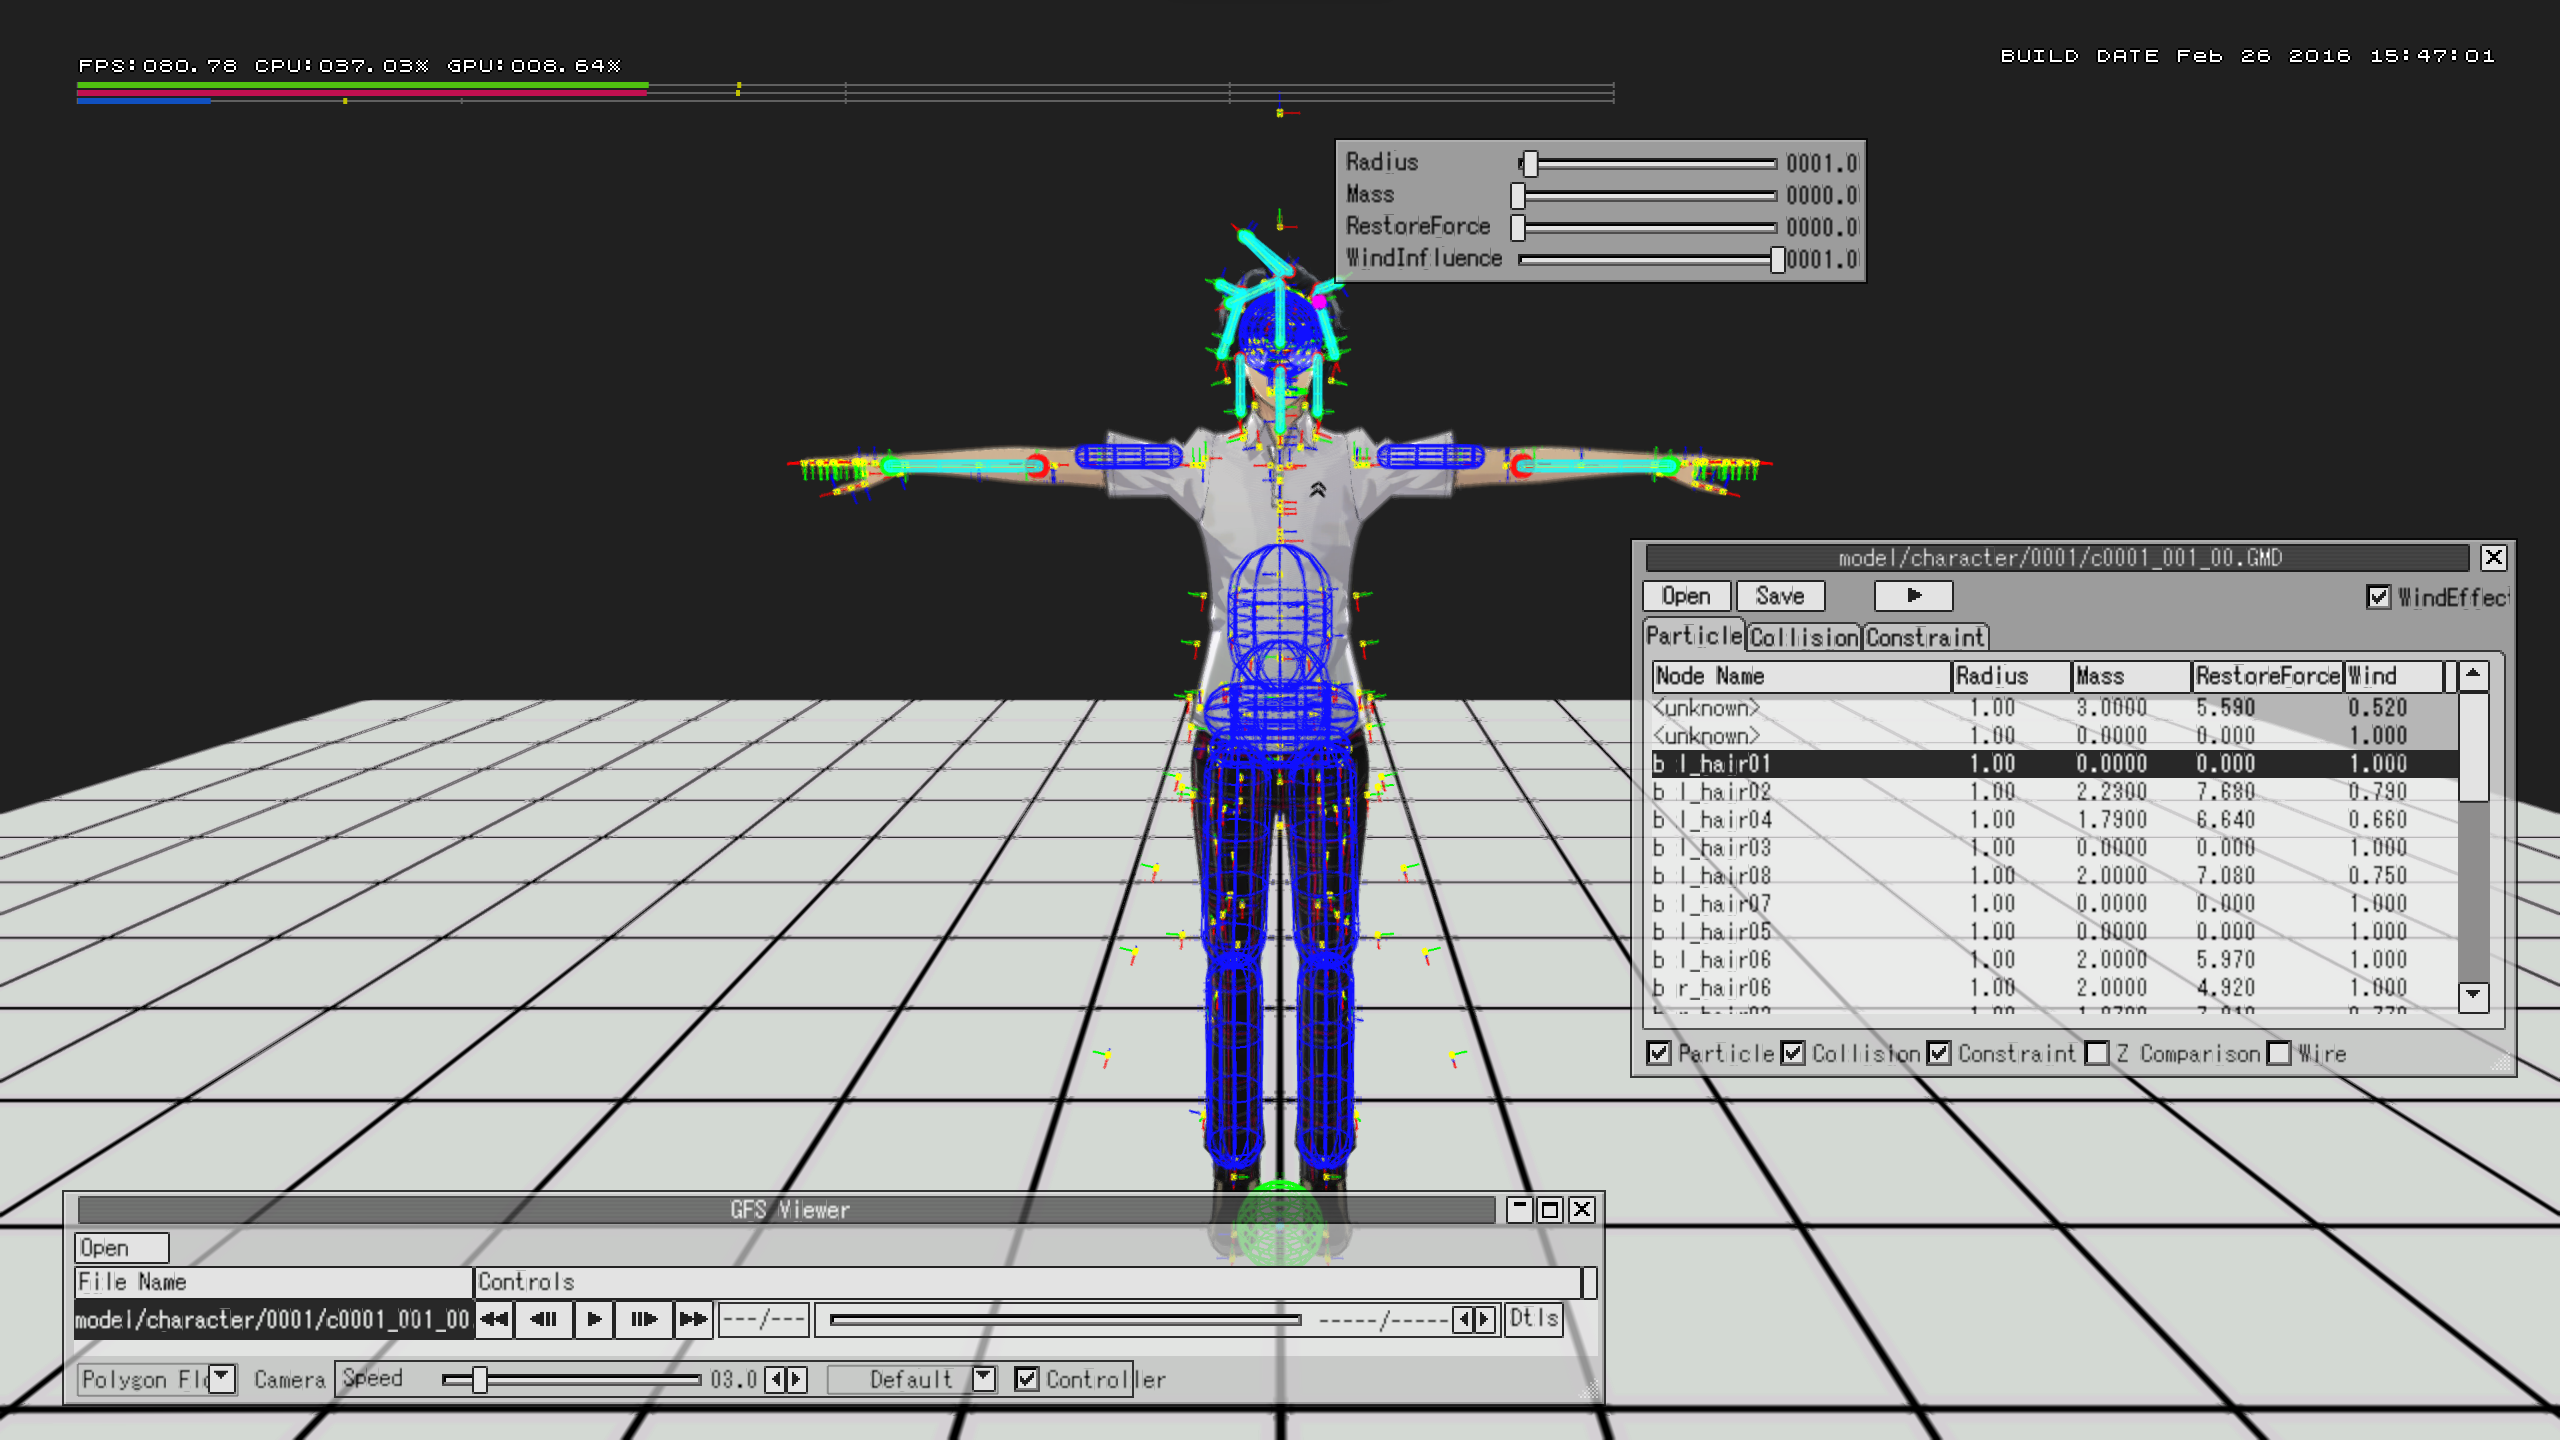 FPS:080.78 CPU:037.03% GPU:008.64%
BUILD DATE Feb 26 2016 15:47:01
Radius 0001.0
Mass 0000.0
RestoreForce 0000.0
WindInfluence 0001.0
model/character/0001/c0001_001_00.GMD
Open Save WindEffect
Particle Collision Constraint
Node Name Radius Mass RestoreForce Wind
<unknown> 1.00 3.0000 5.590 0.520
<unknown> 1.00 0.0000 0.000 1.000
b l_hair01 1.00 0.0000 0.000 1.000
b l_hair02 1.00 2.2300 7.680 0.790
b l_hair04 1.00 1.7900 6.640 0.660
b l_hair03 1.00 0.0000 0.000 1.000
b l_hair08 1.00 2.0000 7.080 0.750
b l_hair07 1.00 0.0000 0.000 1.000
b l_hair05 1.00 0.0000 0.000 1.000
b l_hair06 1.00 2.0000 5.970 1.000
b r_hair06 1.00 2.0000 4.920 1.000
Particle Collision Constraint Z Comparison Wire
GFS Viewer
Open
File Name Controls
model/character/0001/c0001_001_00 ---/--- -----/----- Dtls
Polygon Flo Camera Speed 03.0 Default Controller